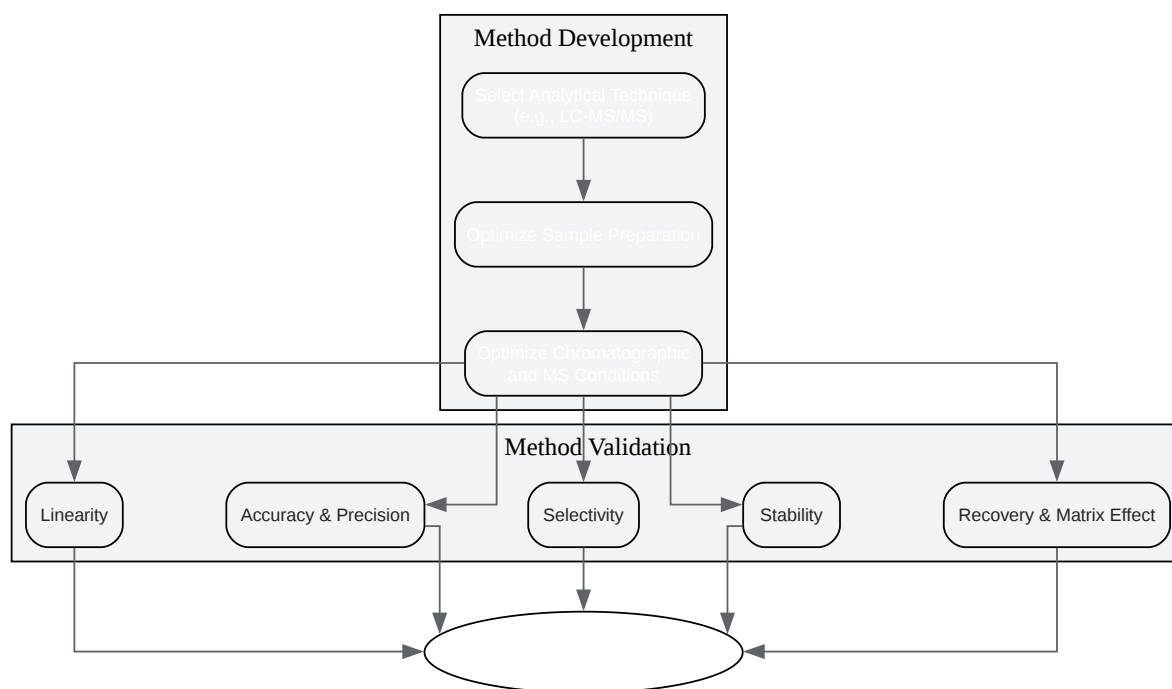 Method Development
Select Analytical Technique
(e.g., LC-MS/MS)
Optimize Sample Preparation
Optimize Chromatographic
and MS Conditions
Method Validation
Linearity
Accuracy & Precision
Selectivity
Stability
Recovery & Matrix Effect